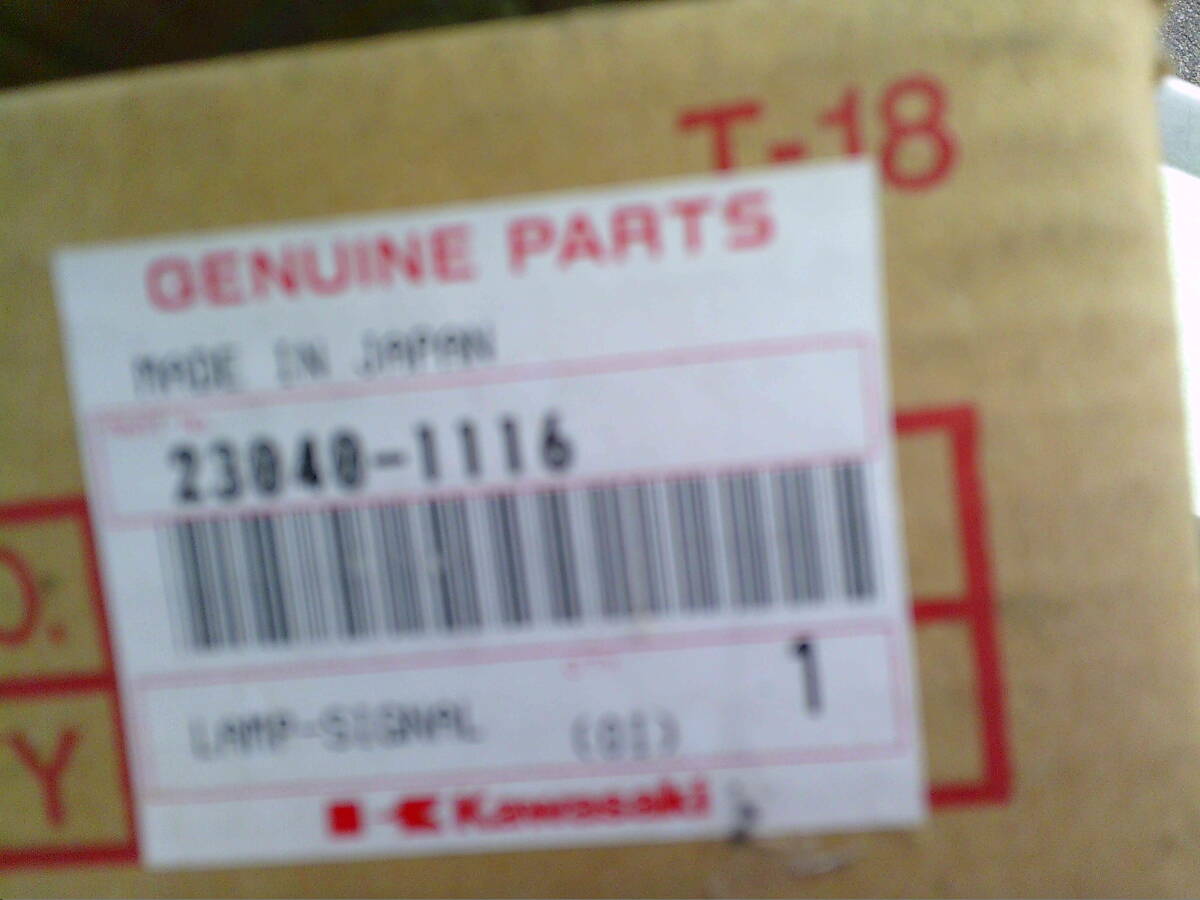 T-18
GENUINE PARTS
MADE IN JAPAN
23040-1116
O.
1
LAMP-SIGNAL (01)
Y
Kawasaki